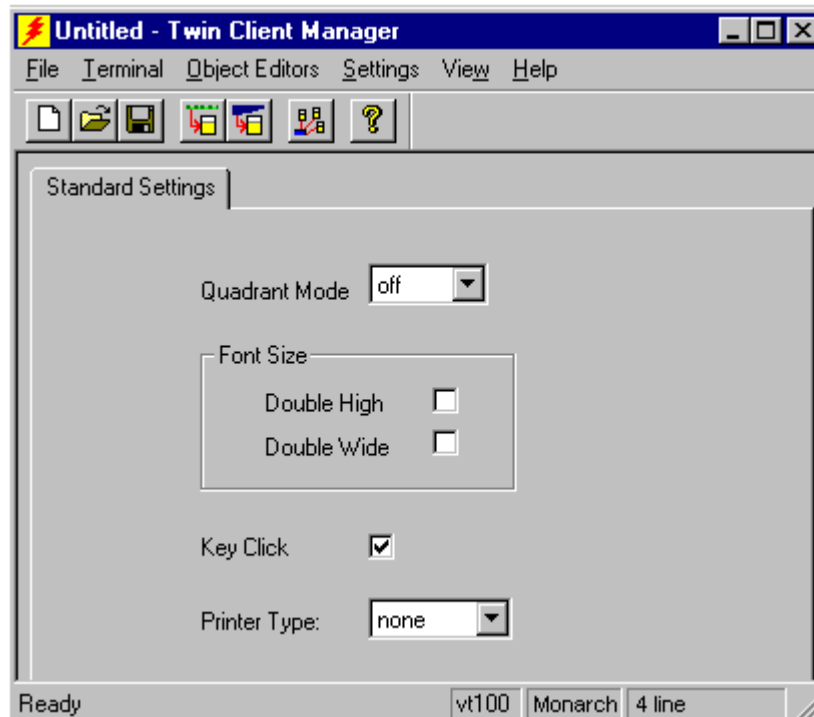 Untitled - Twin Client Manager
File Terminal Object Editors Settings View Help
Standard Settings
Quadrant Mode off
Font Size
Double High
Double Wide
Key Click
Printer Type: none
Ready vt100 Monarch 4 line